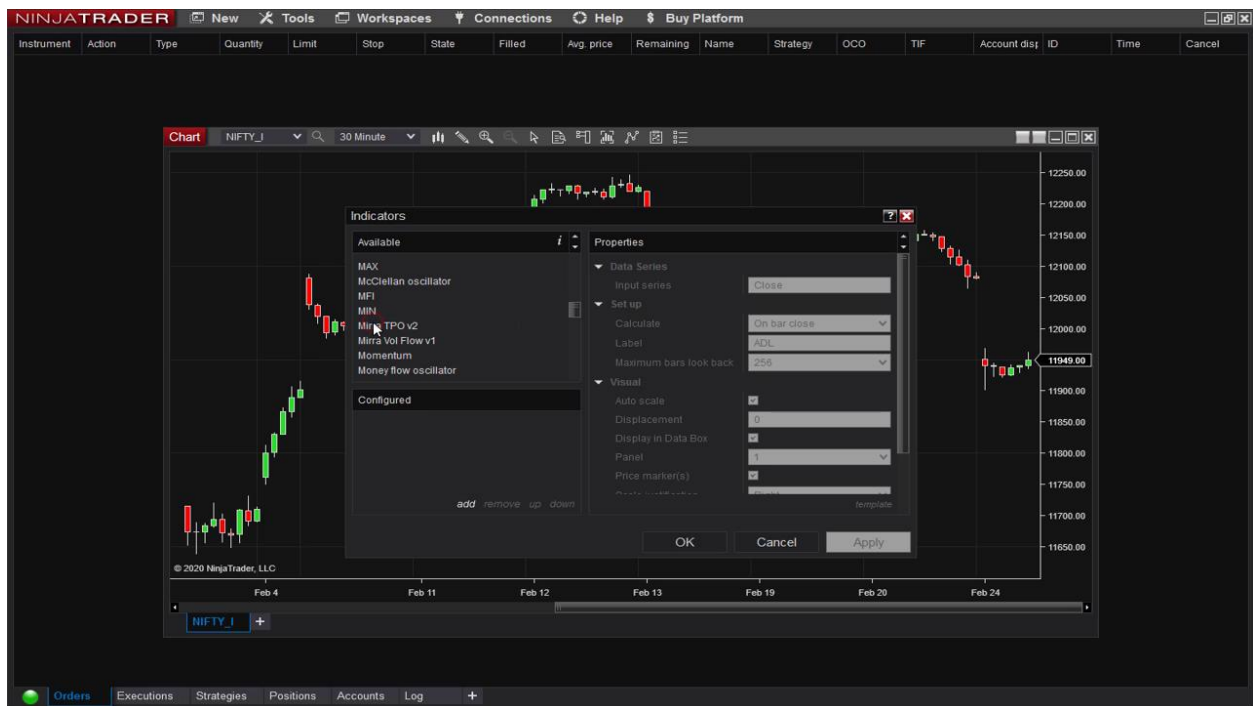 NINJATRADER New Tools Workspaces Connections Help $ Buy Platform
Instrument Action Type Quantity Limit Stop State Filled Avg. price Remaining Name Strategy OCO TIF Account disp ID Time Cancel
Chart NIFTY_I 30 Minute
12250.00
12200.00
Indicators ?
Available i Properties
12150.00
MAX Data Series
12100.00
McClellan oscillator Input series Close
MFI Set up
12050.00
MIN
Mirra TPO v2 Calculate On bar close
12000.00
Mirra Vol Flow v1 Label ADL
Momentum Maximum bars look back 256
11949.00
Money flow oscillator
Visual
11900.00
Configured Auto scale
Displacement 0
11850.00
Display in Data Box
Panel 1
11800.00
Price marker(s)
11750.00
Right
add remove up down template
11700.00
OK Cancel Apply
11650.00
© 2020 NinjaTrader, LLC
Feb 4 Feb 11 Feb 12 Feb 13 Feb 19 Feb 20 Feb 24
NIFTY_I +
Orders Executions Strategies Positions Accounts Log +